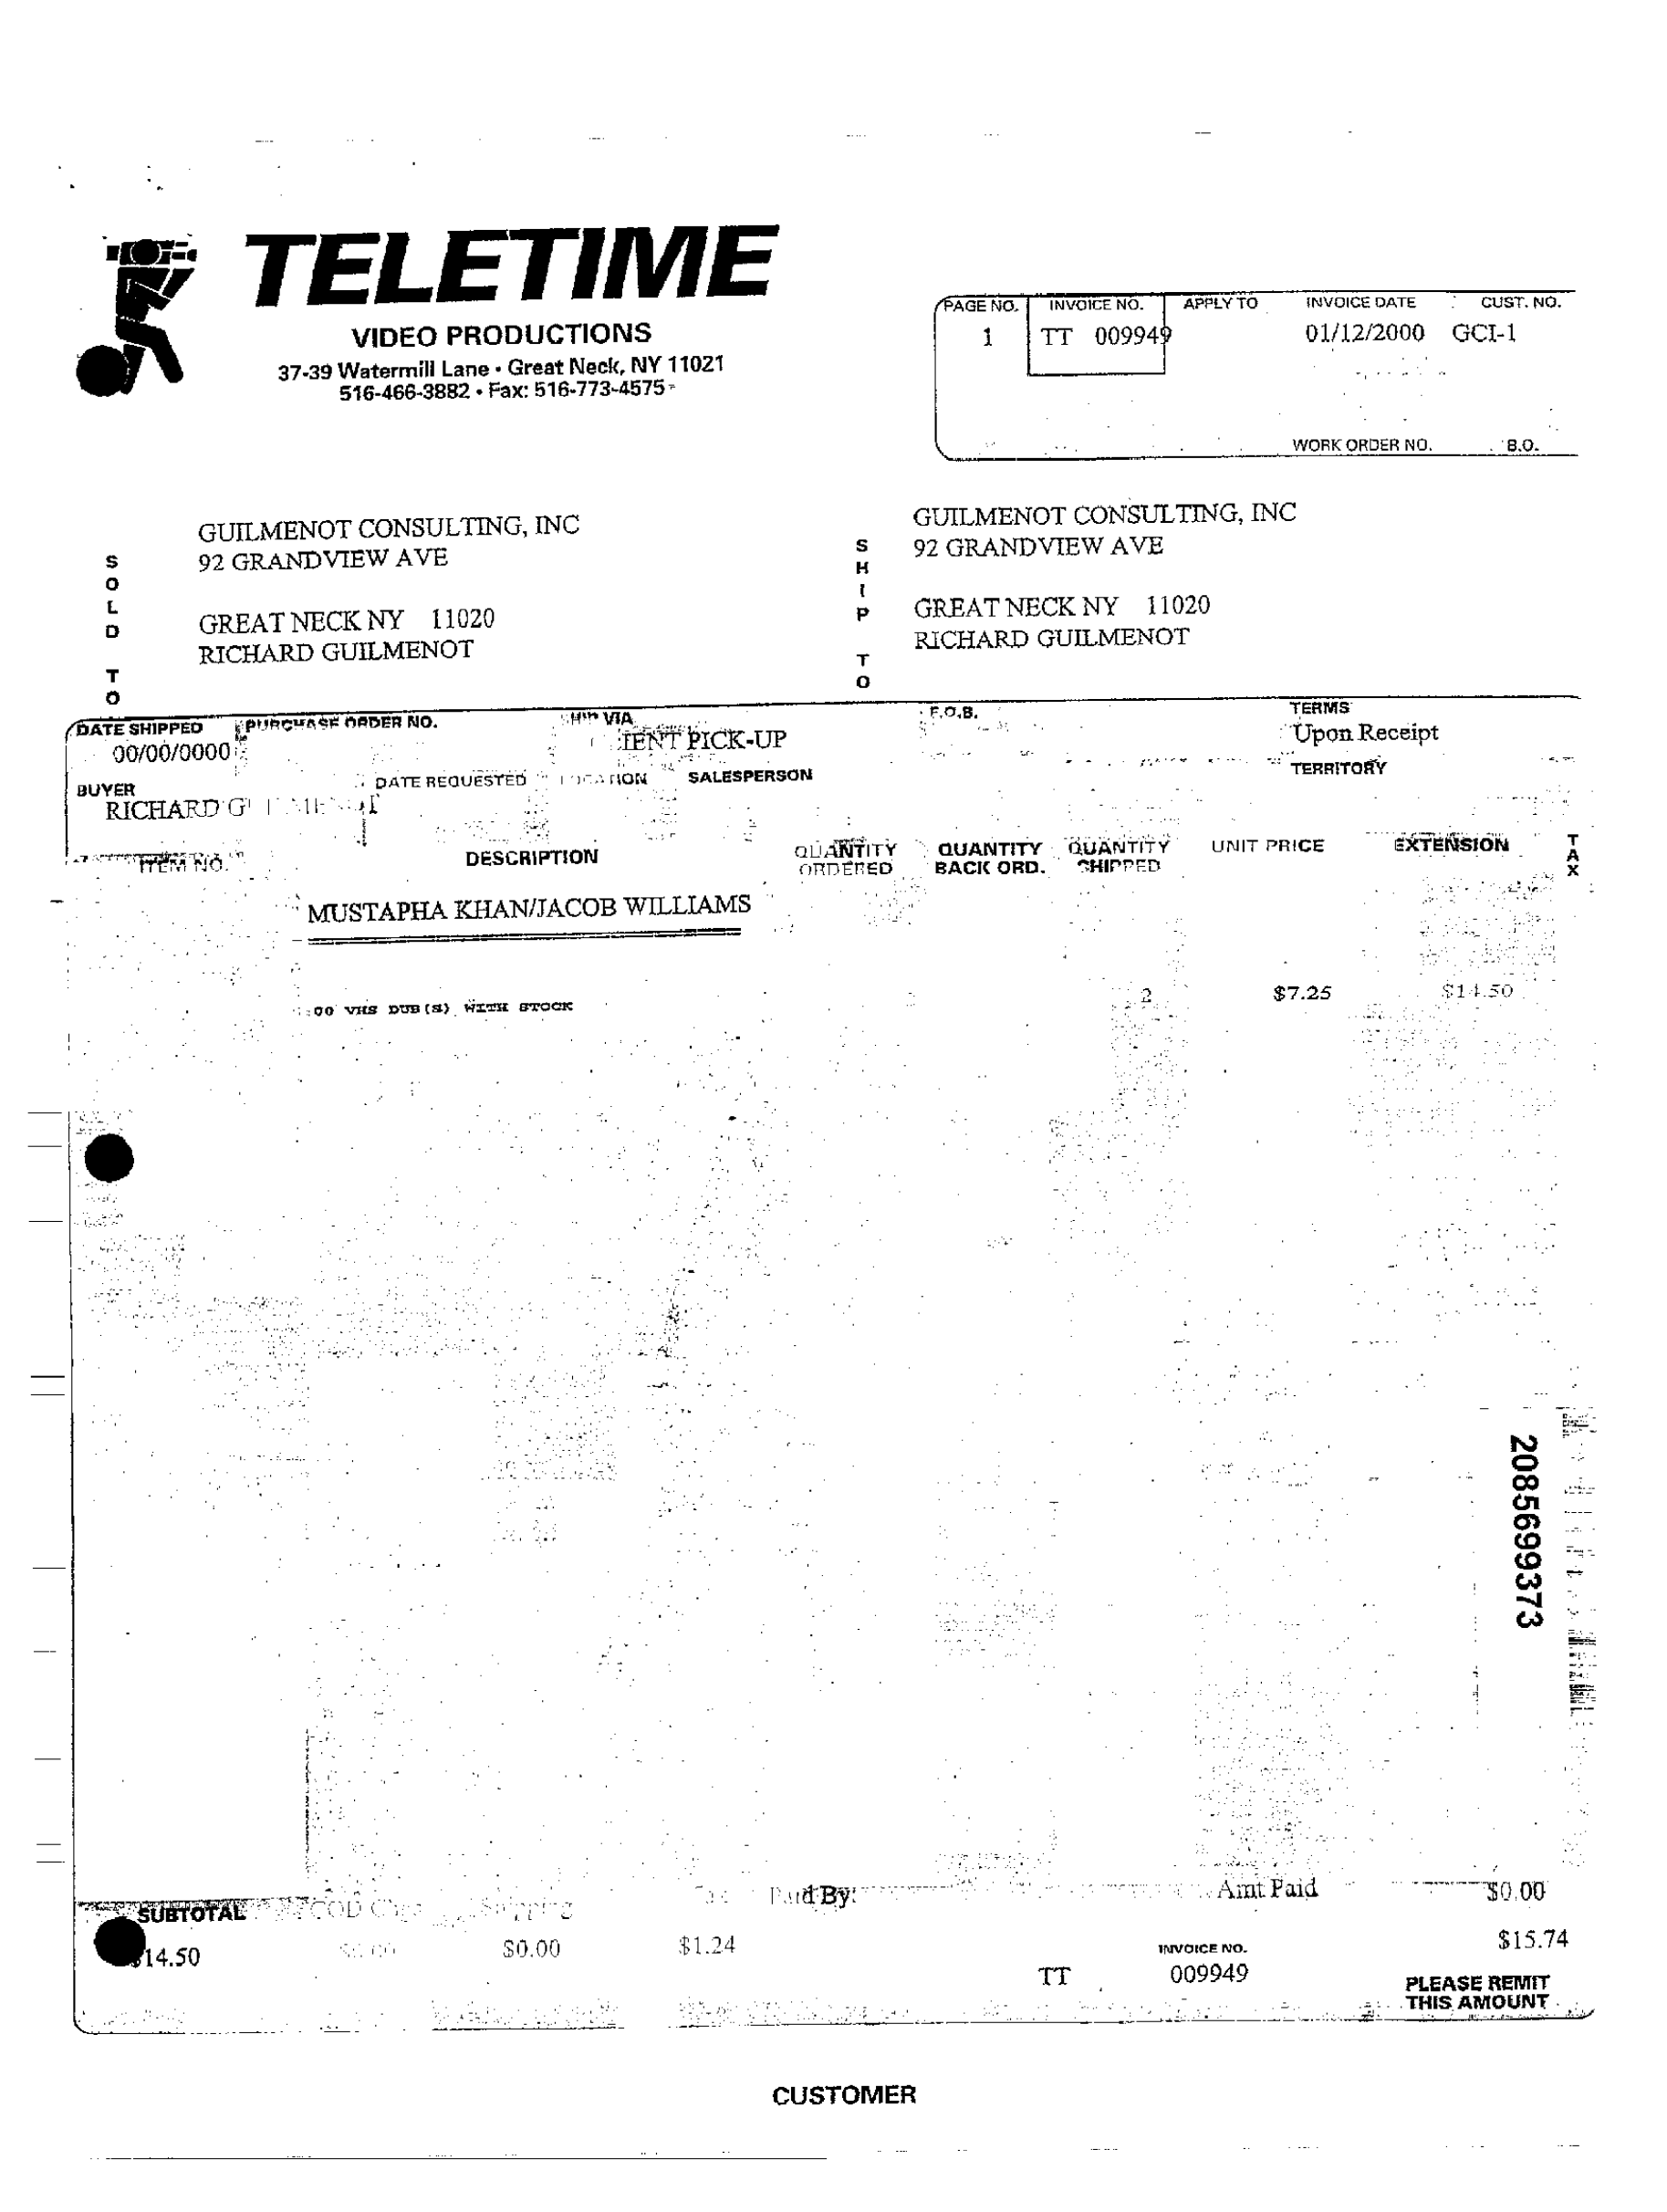 TELETIME
VIDEO PRODUCTIONS
37-39 Watermill Lane • Great Neck, NY 11021
516-466-3882 • Fax: 516-773-4575
PAGE NO. INVOICE NO. APPLY TO INVOICE DATE CUST. NO.
1 TT 009949 01/12/2000 GCI-1
WORK ORDER NO. B.O.
SOLD TO
GUILMENOT CONSULTING, INC
92 GRANDVIEW AVE
GREAT NECK NY 11020
RICHARD GUILMENOT
SHIP TO
GUILMENOT CONSULTING, INC
92 GRANDVIEW AVE
GREAT NECK NY 11020
RICHARD GUILMENOT
DATE SHIPPED PURCHASE ORDER NO. SHIP VIA F.O.B. TERMS
00/00/0000 IENT PICK-UP Upon Receipt
BUYER DATE REQUESTED LOCATION SALESPERSON TERRITORY
RICHARD GUILMENOT
ITEM NO. DESCRIPTION QUANTITY ORDERED QUANTITY BACK ORD. QUANTITY SHIPPED UNIT PRICE EXTENSION TAX
MUSTAPHA KHAN/JACOB WILLIAMS
:00 VHS DUB(S) WITH STOCK 2 $7.25 $14.50
2085699373
SUBTOTAL COD Shipping Tax Paid By: Amt Paid $0.00
$14.50 $0.00 $0.00 $1.24 $15.74
INVOICE NO.
TT 009949
PLEASE REMIT
THIS AMOUNT
CUSTOMER